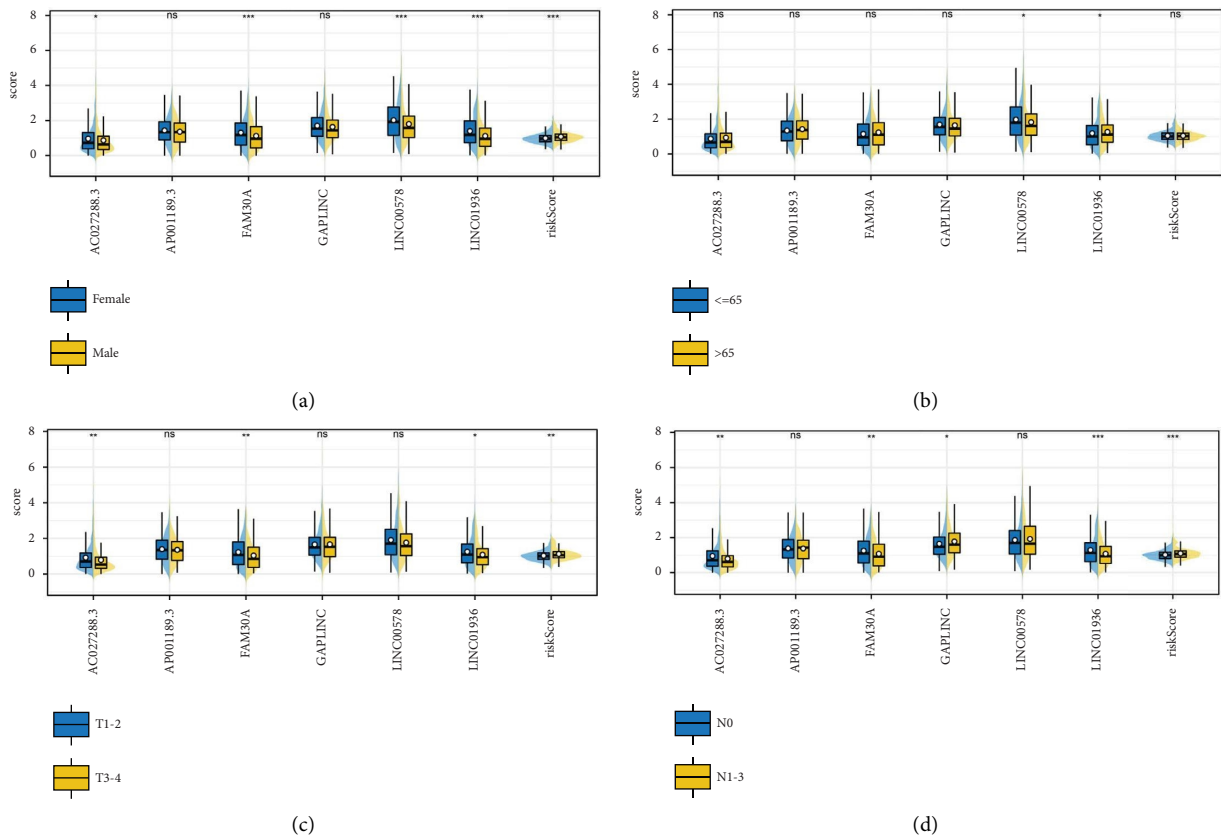 8
6
4
2
0
score
* ns *** ns *** *** ***
AC027288.3
AP001189.3
FAM30A
GAPLINC
LINC00578
LINC01936
riskScore
Female
Male
(a)
8
6
4
2
0
score
ns ns ns ns * * ns
AC027288.3
AP001189.3
FAM30A
GAPLINC
LINC00578
LINC01936
riskScore
<=65
>65
(b)
8
6
4
2
0
score
** ns ** ns ns * **
AC027288.3
AP001189.3
FAM30A
GAPLINC
LINC00578
LINC01936
riskScore
T1-2
T3-4
(c)
8
6
4
2
0
score
** ns ** * ns *** ***
AC027288.3
AP001189.3
FAM30A
GAPLINC
LINC00578
LINC01936
riskScore
N0
N1-3
(d)